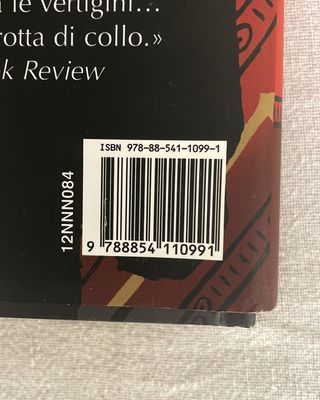 le vertigini…
rotta di collo.»
k Review
ISBN 978-88-541-1099-1
12NNN084
9 788854 110991